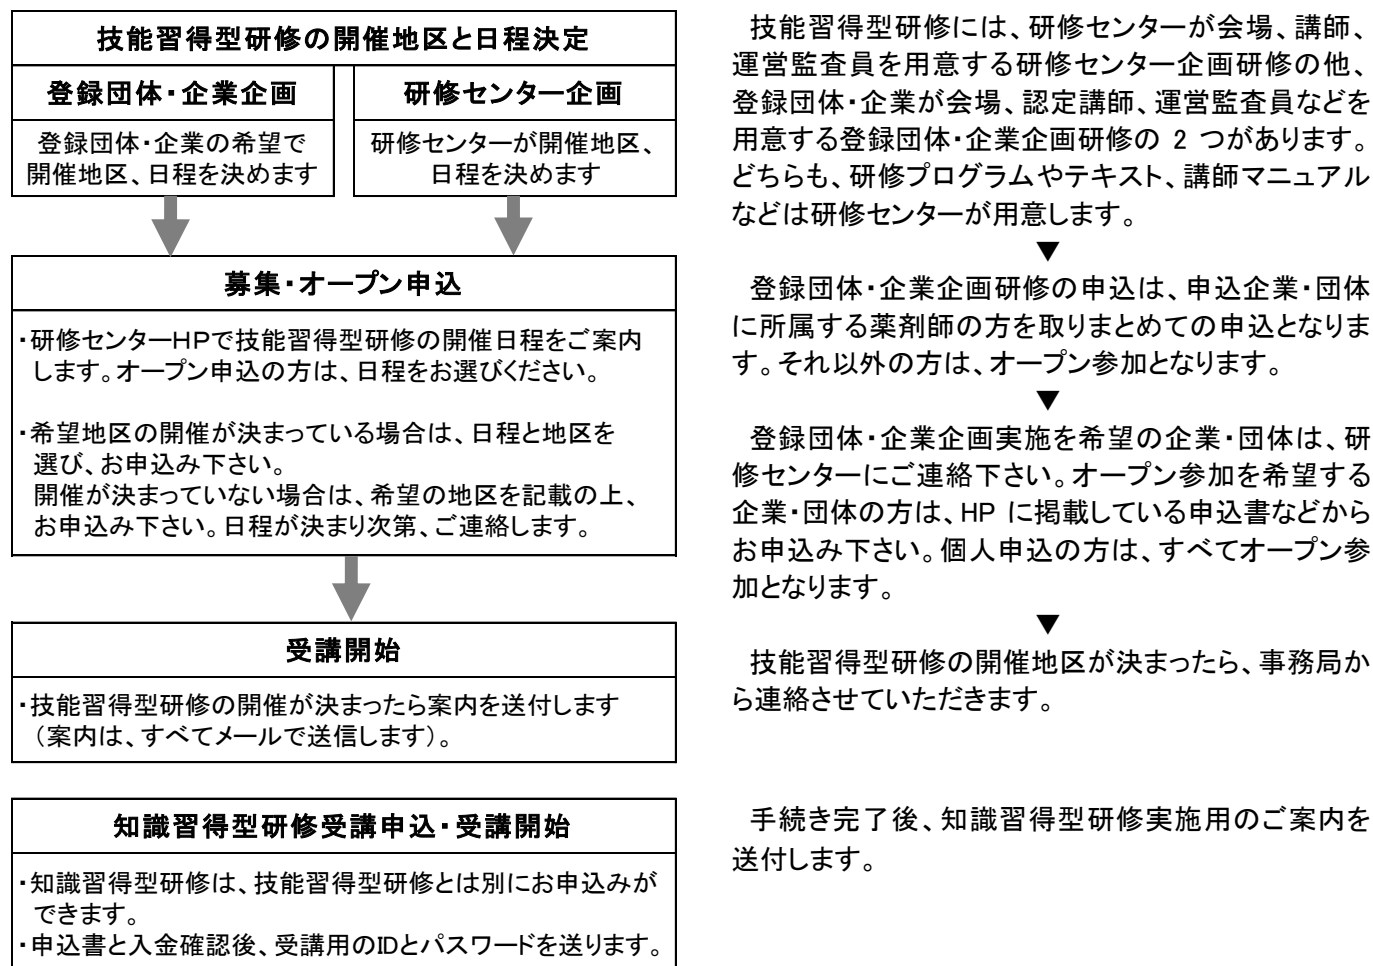 技能習得型研修の開催地区と日程決定
登録団体・企業企画
研修センター企画
登録団体・企業の希望で
開催地区、日程を決めます
研修センターが開催地区、
日程を決めます
募集・オープン申込
・研修センターHPで技能習得型研修の開催日程をご案内
します。オープン申込の方は、日程をお選びください。
・希望地区の開催が決まっている場合は、日程と地区を
選び、お申込み下さい。
開催が決まっていない場合は、希望の地区を記載の上、
お申込み下さい。日程が決まり次第、ご連絡します。
受講開始
・技能習得型研修の開催が決まったら案内を送付します
（案内は、すべてメールで送信します）。
知識習得型研修受講申込・受講開始
・知識習得型研修は、技能習得型研修とは別にお申込みが
できます。
・申込書と入金確認後、受講用のIDとパスワードを送ります。
技能習得型研修には、研修センターが会場、講師、
運営監査員を用意する研修センター企画研修の他、
登録団体・企業が会場、認定講師、運営監査員などを
用意する登録団体・企業企画研修の 2 つがあります。
どちらも、研修プログラムやテキスト、講師マニュアル
などは研修センターが用意します。
▼
登録団体・企業企画研修の申込は、申込企業・団体
に所属する薬剤師の方を取りまとめての申込となりま
す。それ以外の方は、オープン参加となります。
▼
登録団体・企業企画実施を希望の企業・団体は、研
修センターにご連絡下さい。オープン参加を希望する
企業・団体の方は、HP に掲載している申込書などから
お申込み下さい。個人申込の方は、すべてオープン参
加となります。
▼
技能習得型研修の開催地区が決まったら、事務局か
ら連絡させていただきます。
手続き完了後、知識習得型研修実施用のご案内を
送付します。